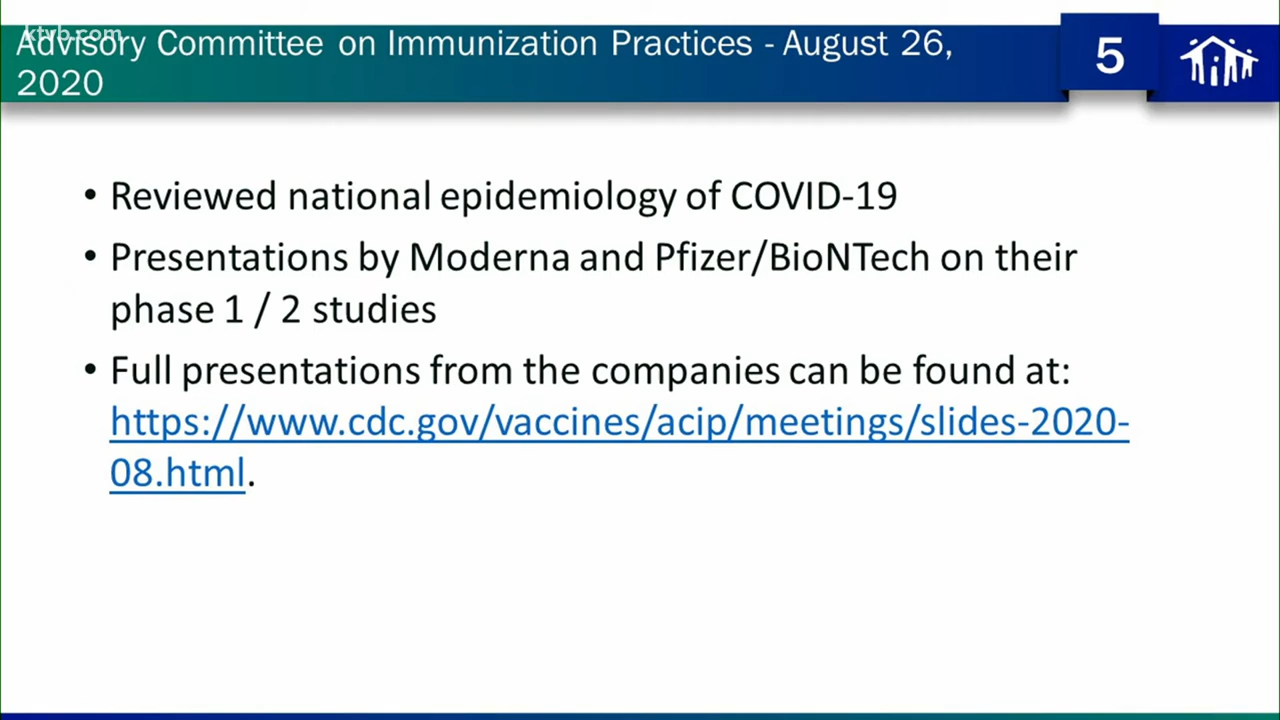 ktvb.com
Advisory Committee on Immunization Practices - August 26,
2020
5
• Reviewed national epidemiology of COVID-19
• Presentations by Moderna and Pfizer/BioNTech on their
phase 1 / 2 studies
• Full presentations from the companies can be found at:
https://www.cdc.gov/vaccines/acip/meetings/slides-2020-
08.html.